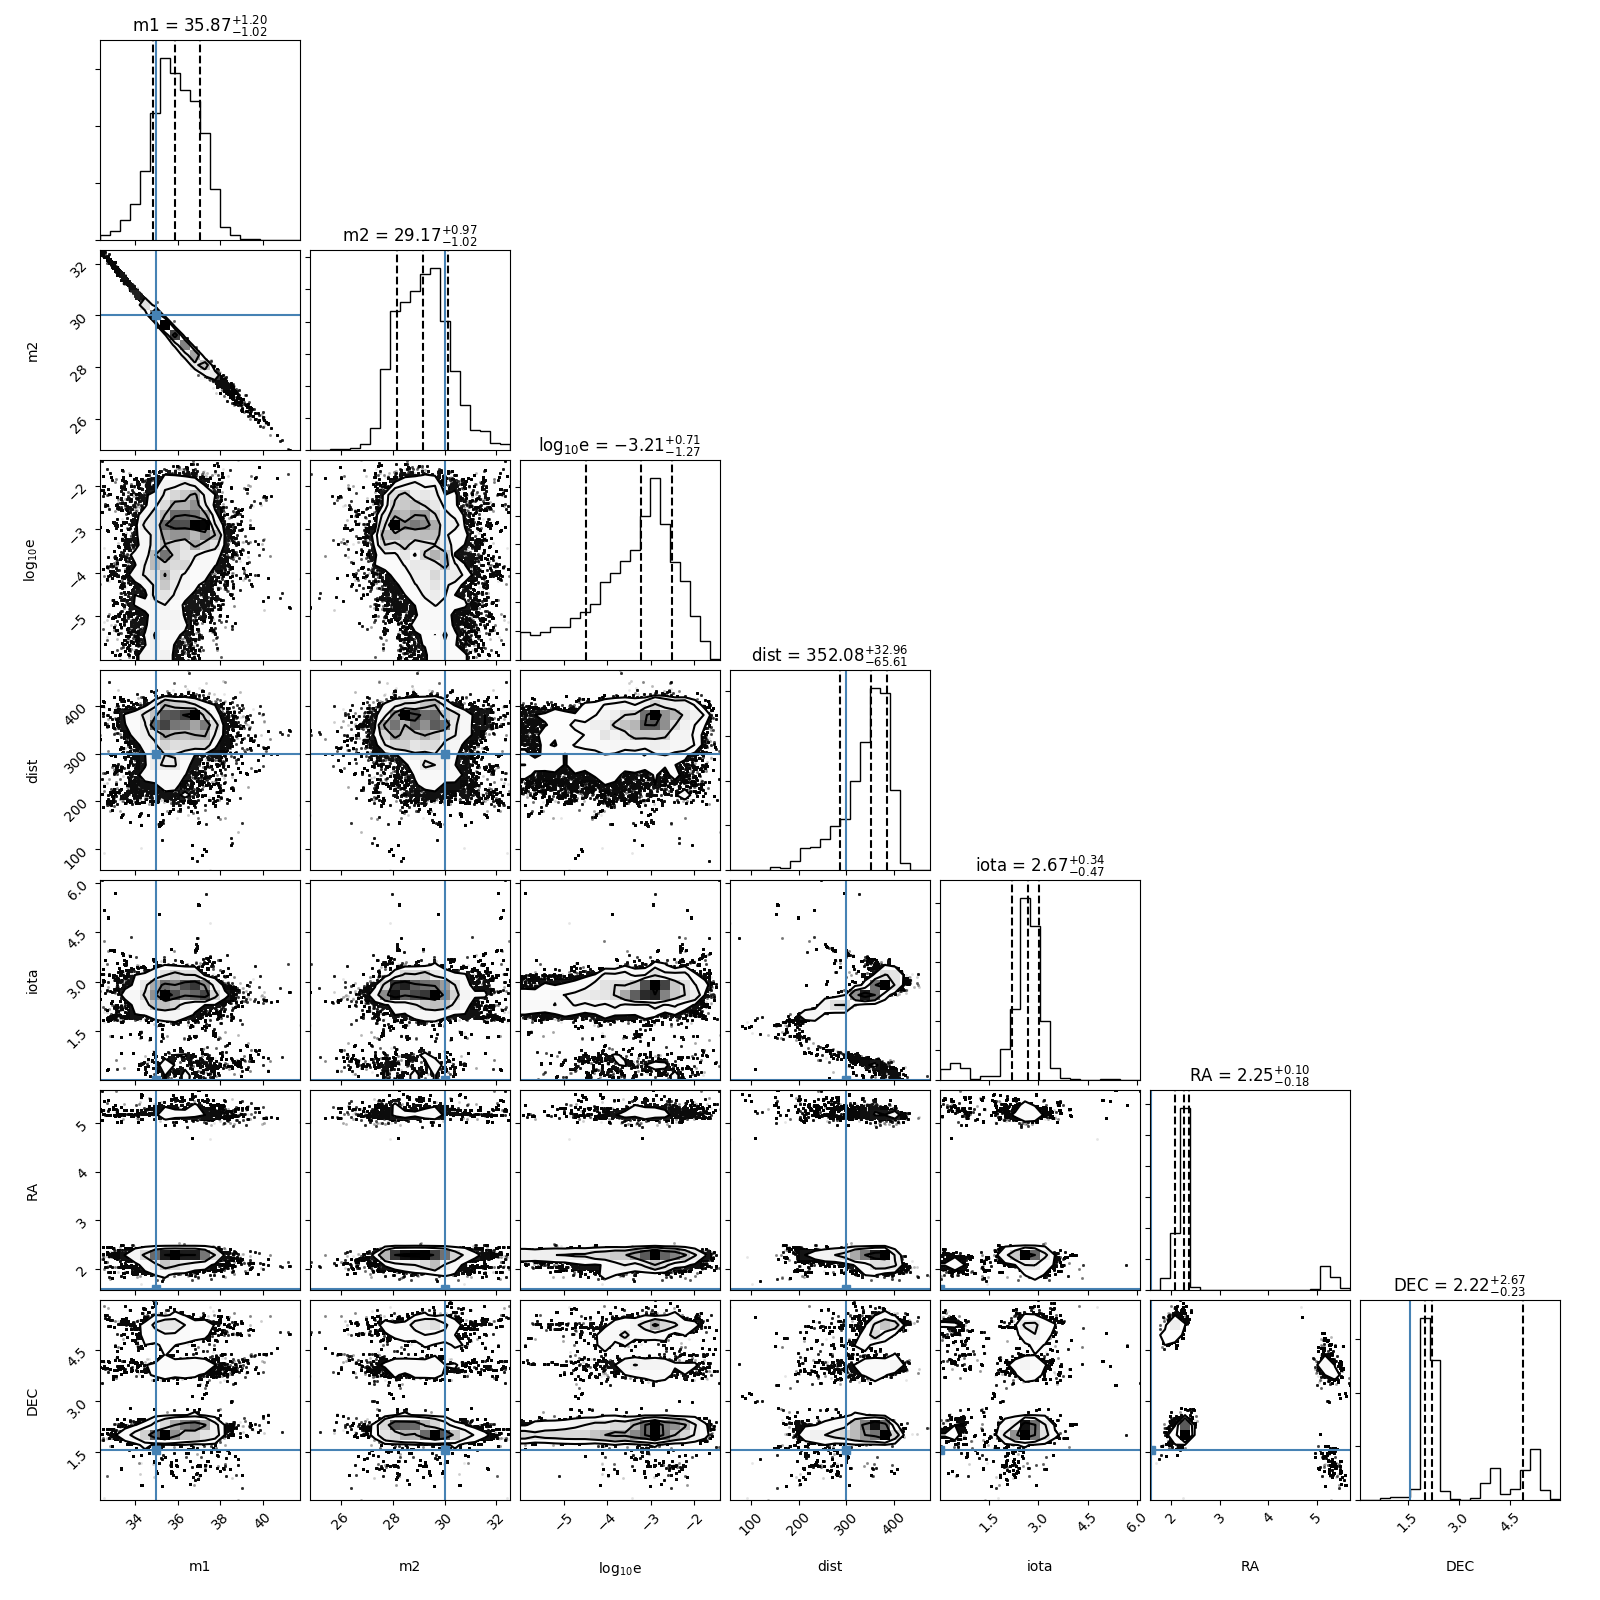 m1 = 35.87+1.20−1.02
m2 = 29.17+0.97−1.02
m2
32
30
28
26
log10e = −3.21+0.71−1.27
log10e
−2
−3
−4
−5
dist = 352.08+32.96−65.61
dist
400
300
200
100
iota = 2.67+0.34−0.47
iota
6.0
4.5
3.0
1.5
RA = 2.25+0.10−0.18
RA
5
4
3
2
DEC = 2.22+2.67−0.23
DEC
4.5
3.0
1.5
34 36 38 40 26 28 30 32 −5 −4 −3 −2 100 200 300 400 1.5 3.0 4.5 6.0 2 3 4 5 1.5 3.0 4.5
m1 m2 log10e dist iota RA DEC